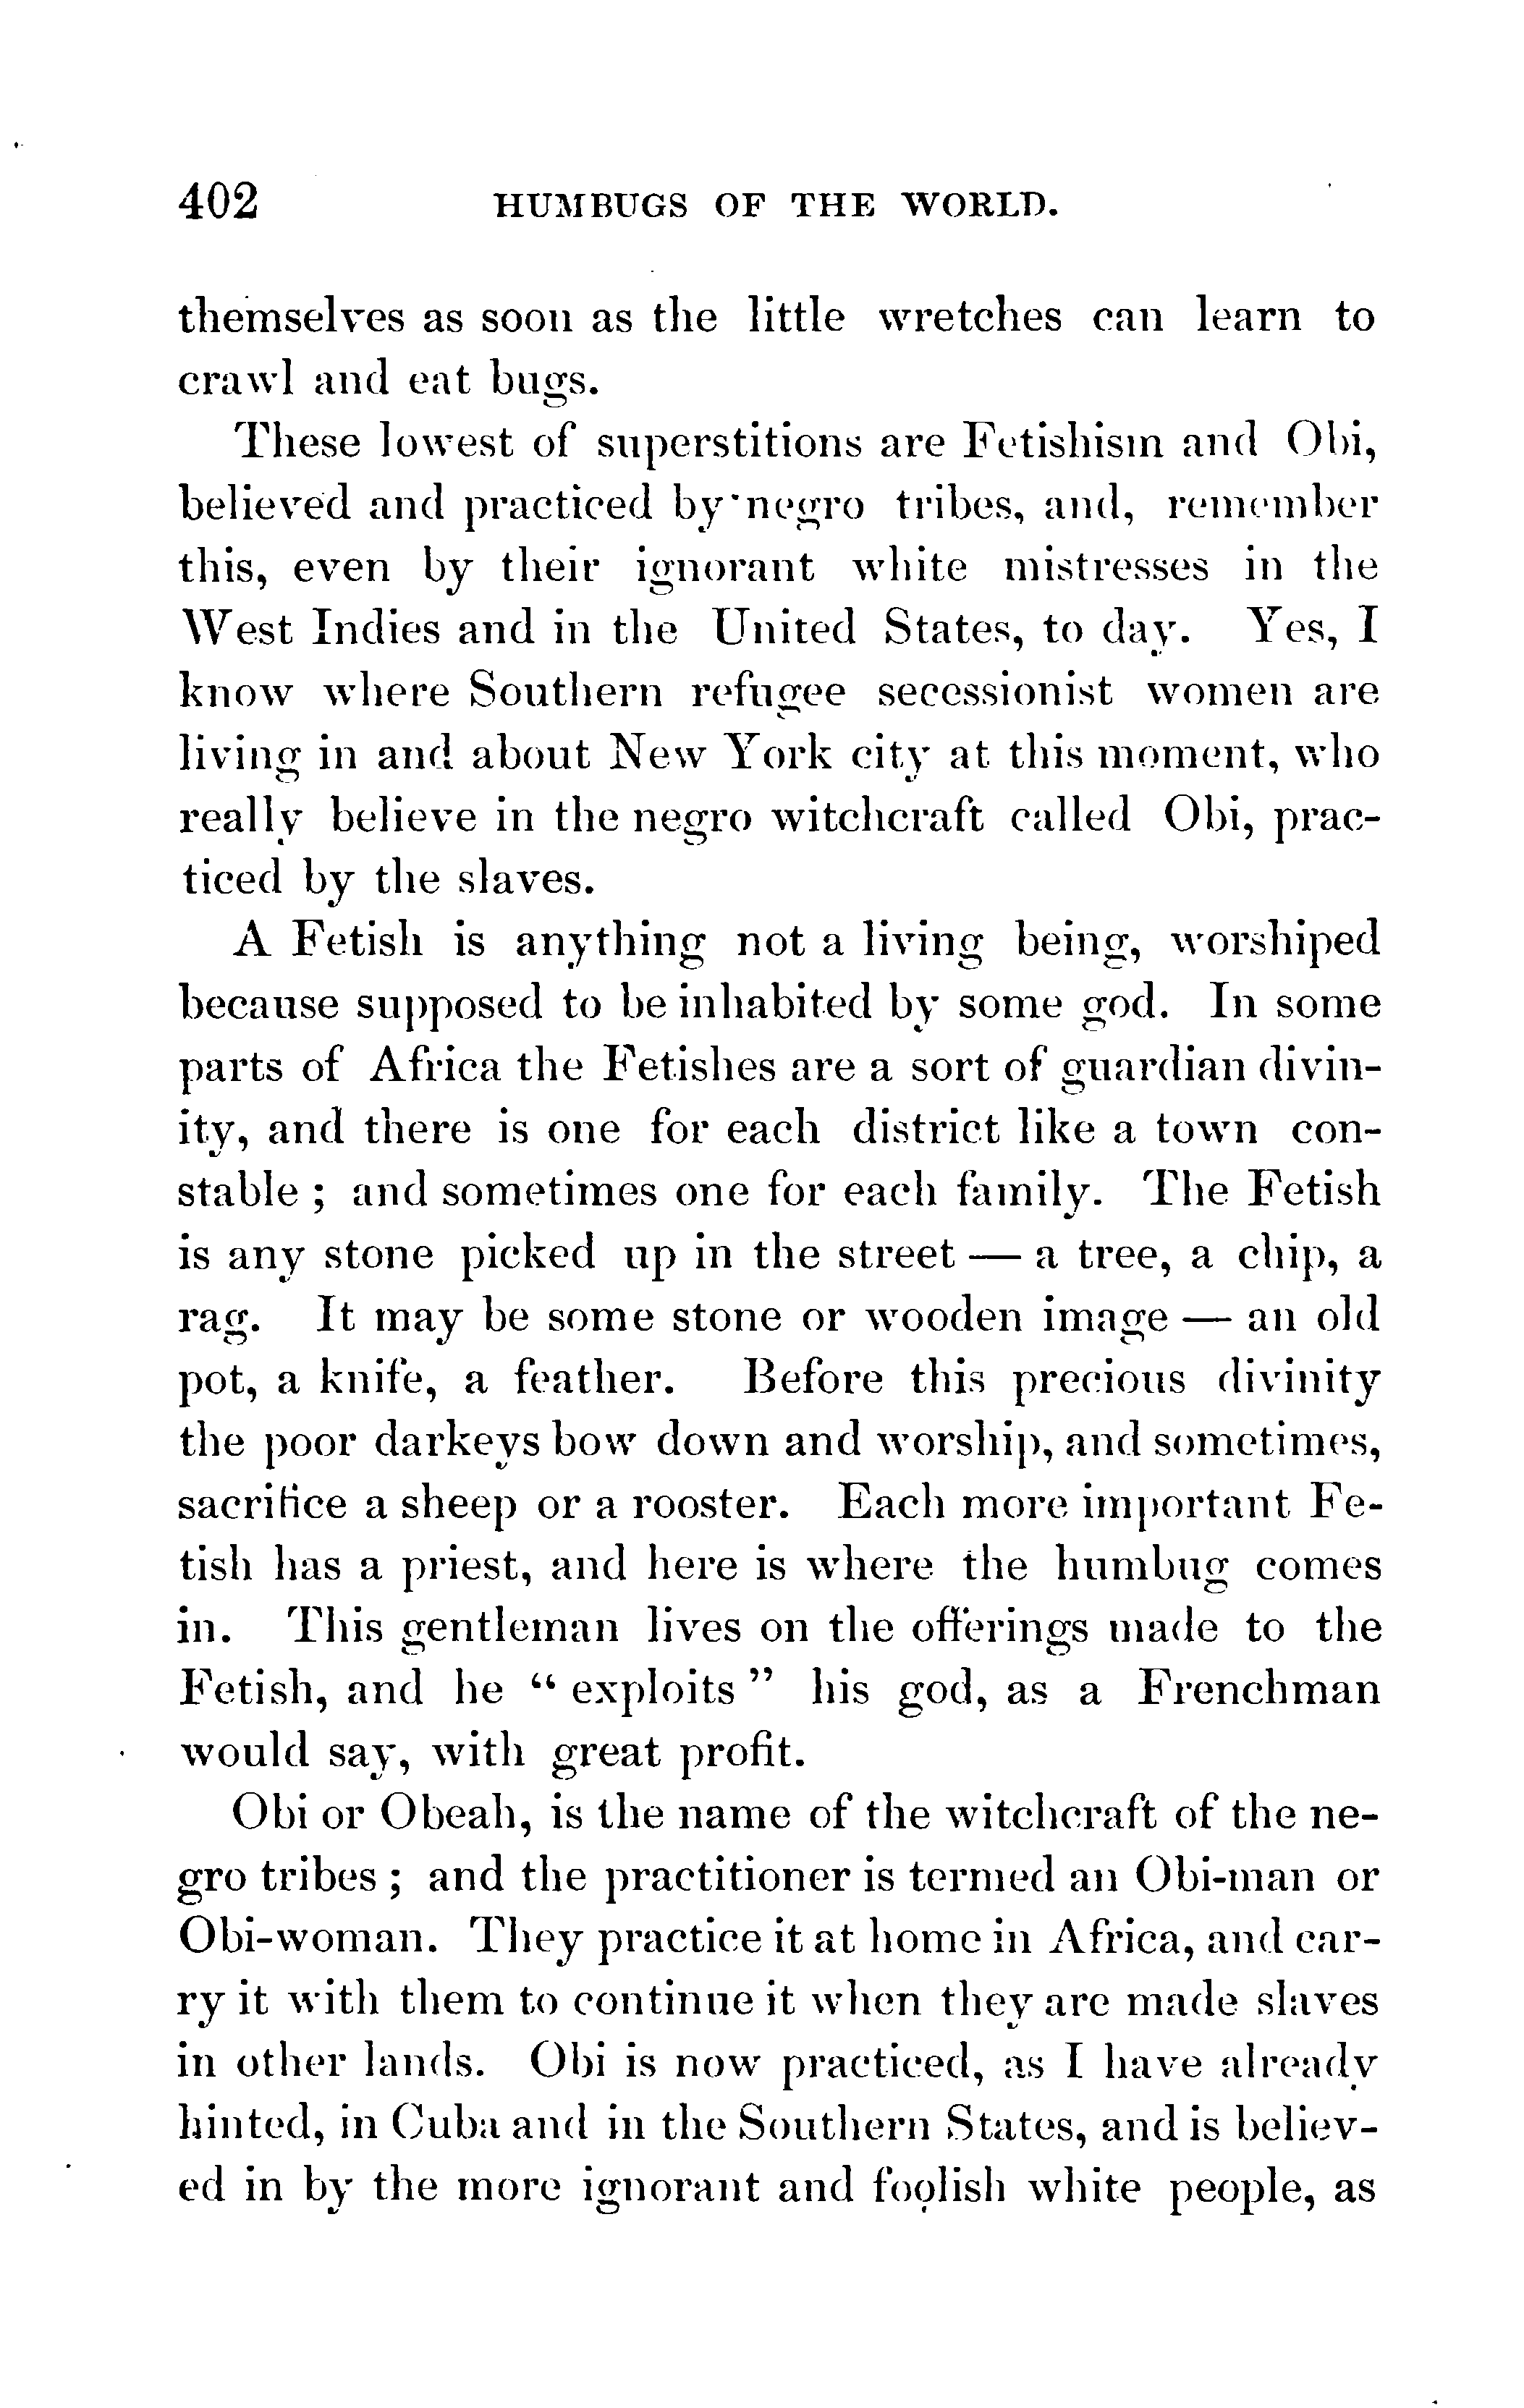 402 HUMBUGS OF THE WORLD.
themselves as soon as the little wretches can learn to
crawl and eat bugs.
These lowest of superstitions are Fetishism and Obi,
believed and practiced by negro tribes, and, remember
this, even by their ignorant white mistresses in the
West Indies and in the United States, to day. Yes, I
know where Southern refugee secessionist women are
living in and about New York city at this moment, who
really believe in the negro witchcraft called Obi, prac-
ticed by the slaves.
A Fetish is anything not a living being, worshiped
because supposed to be inhabited by some god. In some
parts of Africa the Fetishes are a sort of guardian divin-
ity, and there is one for each district like a town con-
stable ; and sometimes one for each family. The Fetish
is any stone picked up in the street — a tree, a chip, a
rag. It may be some stone or wooden image — an old
pot, a knife, a feather. Before this precious divinity
the poor darkeys bow down and worship, and sometimes,
sacrifice a sheep or a rooster. Each more important Fe-
tish has a priest, and here is where the humbug comes
in. This gentleman lives on the offerings made to the
Fetish, and he “ exploits ” his god, as a Frenchman
would say, with great profit.
Obi or Obeah, is the name of the witchcraft of the ne-
gro tribes ; and the practitioner is termed an Obi-man or
Obi-woman. They practice it at home in Africa, and car-
ry it with them to continue it when they are made slaves
in other lands. Obi is now practiced, as I have already
hinted, in Cuba and in the Southern States, and is believ-
ed in by the more ignorant and foolish white people, as